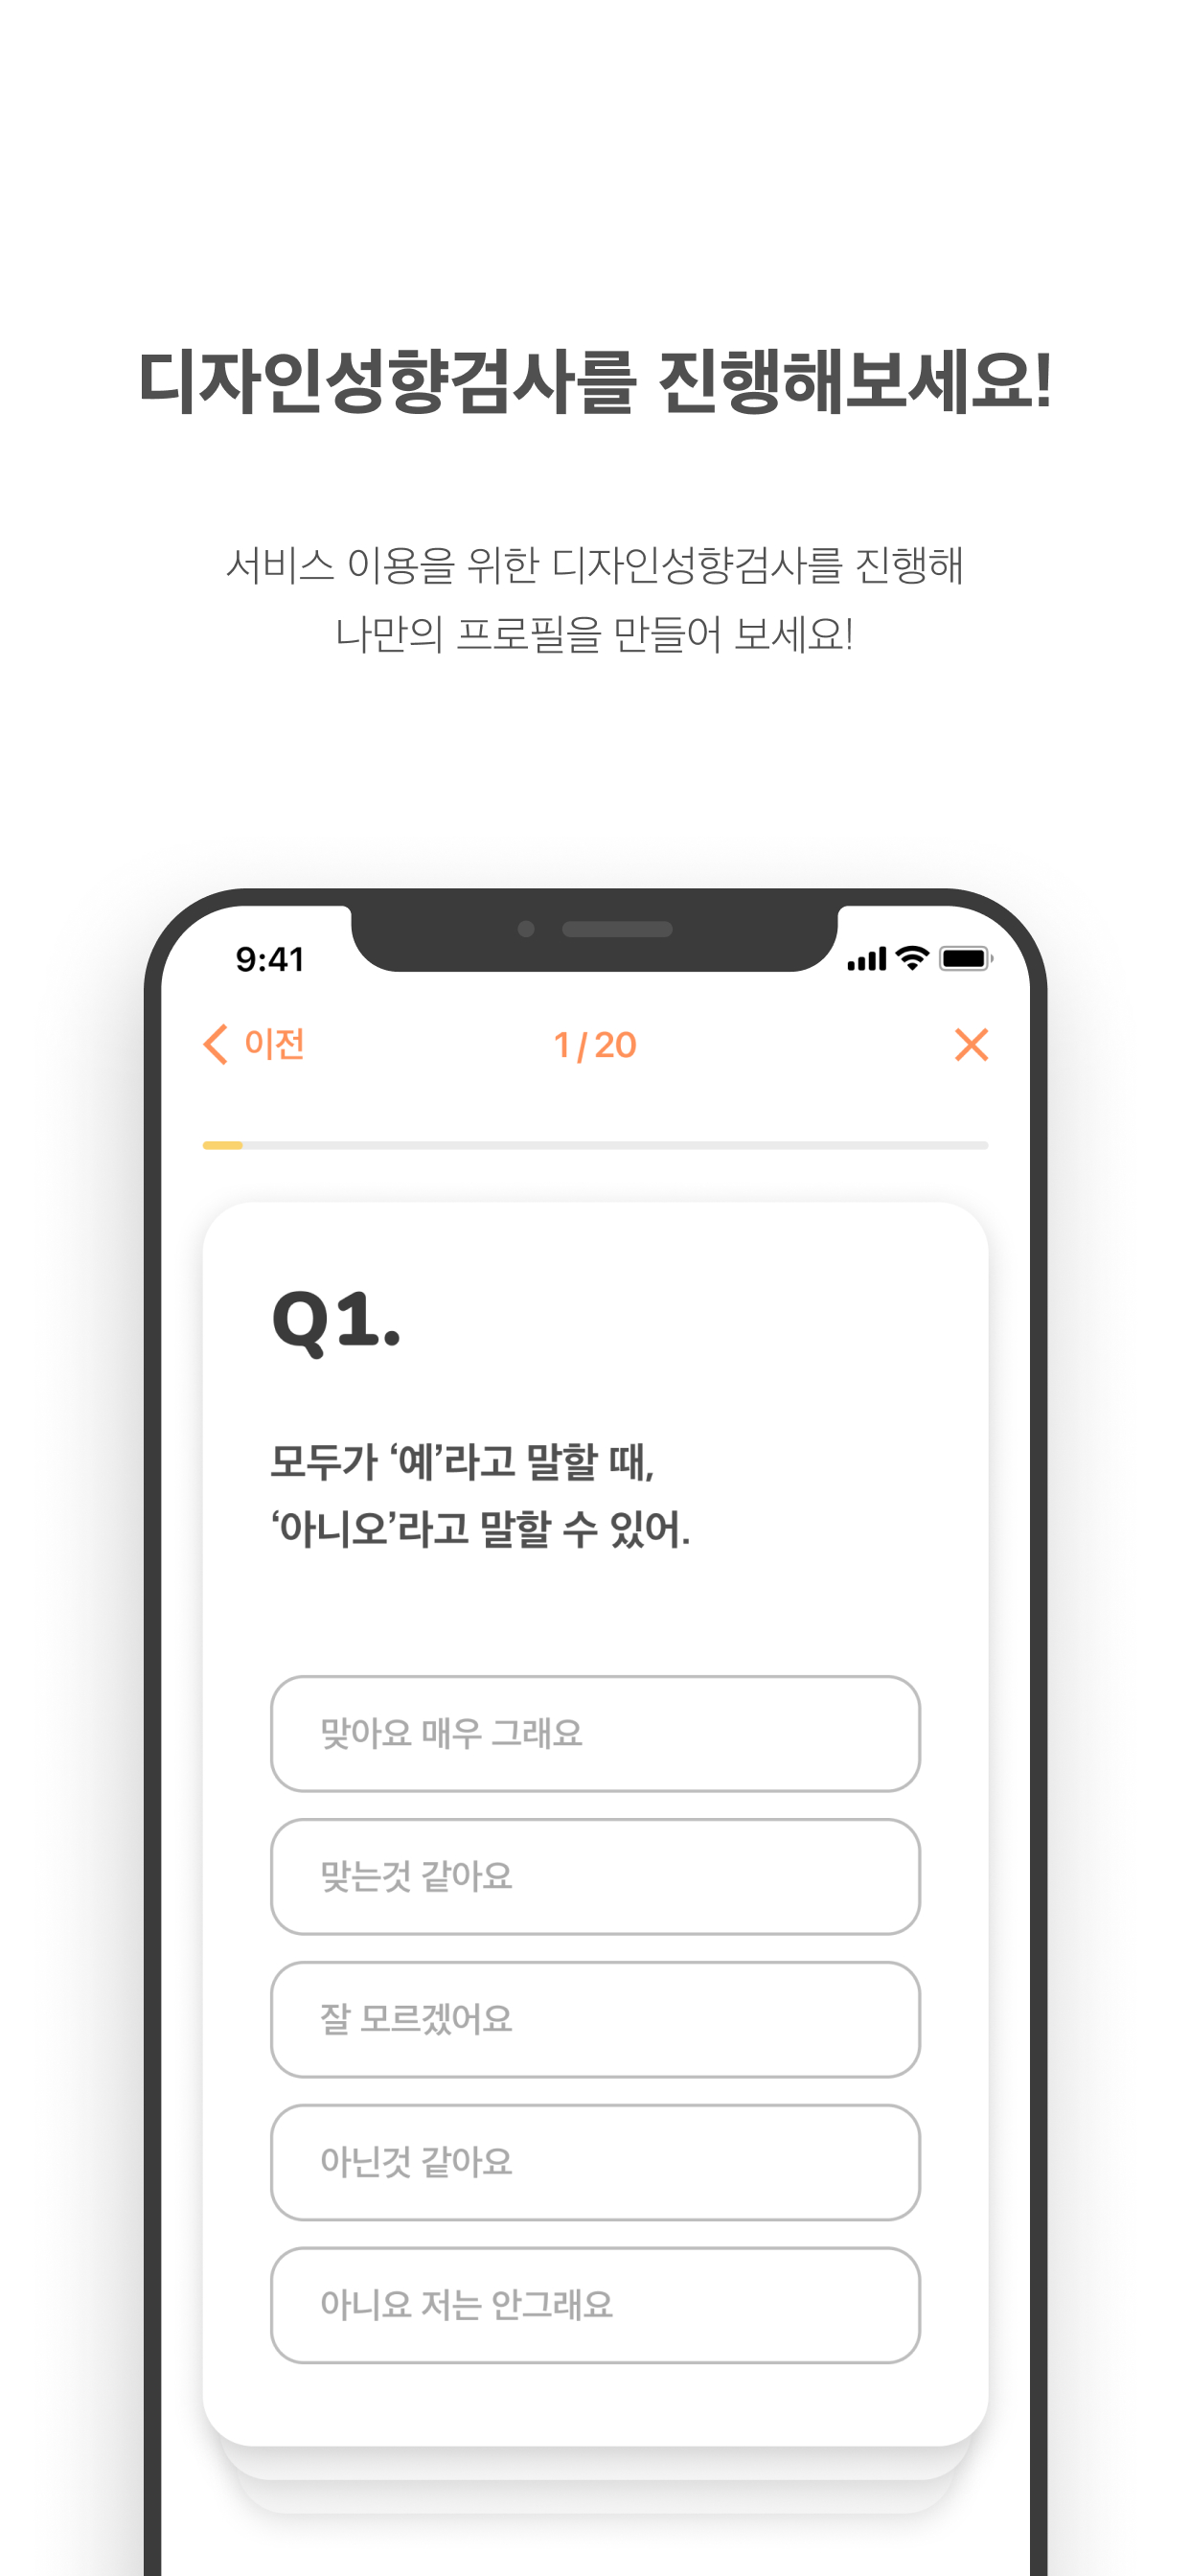 디자인성향검사를 진행해보세요!
서비스 이용을 위한 디자인성향검사를 진행해
나만의 프로필을 만들어 보세요!
9:41
이전
1 / 20
Q1.
모두가 ‘예’라고 말할 때,
‘아니오’라고 말할 수 있어.
맞아요 매우 그래요
맞는것 같아요
잘 모르겠어요
아닌것 같아요
아니요 저는 안그래요